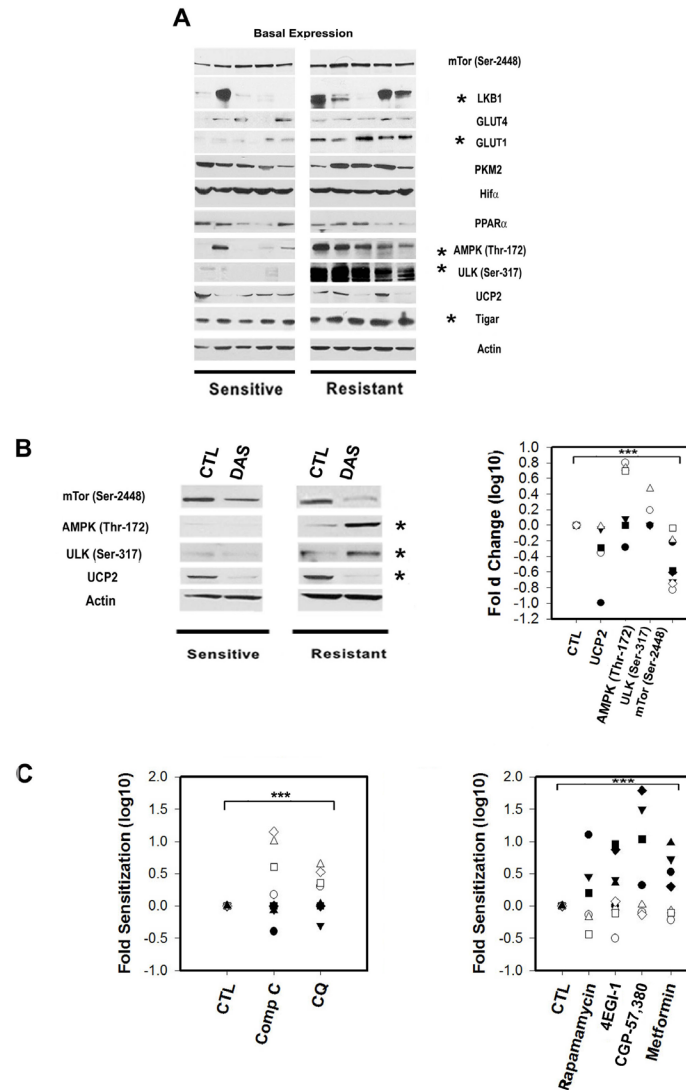 A
Basal Expression
mTor (Ser-2448)
* LKB1
GLUT4
* GLUT1
PKM2
Hifα
PPARα
* AMPK (Thr-172)
* ULK (Ser-317)
UCP2
* Tigar
Actin
Sensitive
Resistant
B
CTL DAS
CTL DAS
mTor (Ser-2448)
AMPK (Thr-172) *
ULK (Ser-317) *
UCP2 *
Actin
Sensitive
Resistant
***
Fo d Change (log10)
1.0
0.8
0.6
0.4
0.2
0.0
-0.2
-0.4
-0.6
-0.8
-1.0
-1.2
CTL
UCP2
AMPK (Thr-172)
ULK (Ser-317)
mTor (Ser-2448)
C
***
Fold Sensitization (log10)
2.0
1.5
1.0
0.5
0.0
-0.5
-1.0
CTL
Comp C
CQ
***
Fold Sensitization (log10)
2.0
1.5
1.0
0.5
0.0
-0.5
-1.0
CTL
Rapamamycin
4EGI-1
CGP-57,380
Metformin